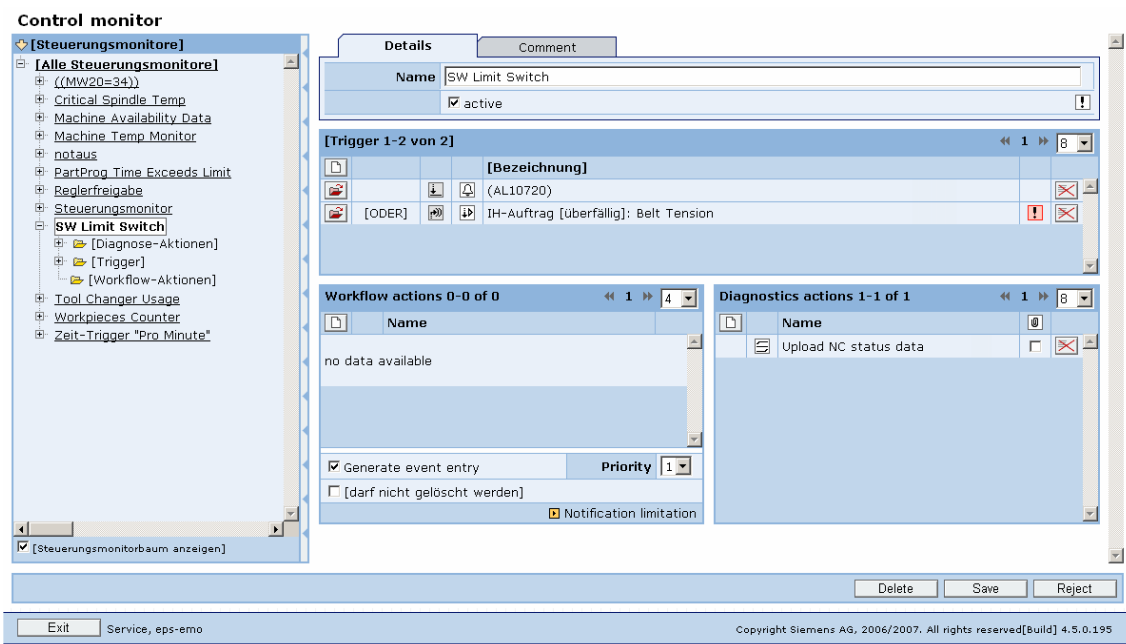 Control monitor
[Steuerungsmonitore]
[Alle Steuerungsmonitore]
((MW20=34))
Critical Spindle Temp
Machine Availability Data
Machine Temp Monitor
notaus
PartProg Time Exceeds Limit
Reglerfreigabe
Steuerungsmonitor
SW Limit Switch
[Diagnose-Aktionen]
[Trigger]
[Workflow-Aktionen]
Tool Changer Usage
Workpieces Counter
Zeit-Trigger "Pro Minute"
[Steuerungsmonitorbaum anzeigen]
Details Comment
Name SW Limit Switch
active !
[Trigger 1-2 von 2] 1 8
[Bezeichnung]
(AL10720)
[ODER] IH-Auftrag [überfällig]: Belt Tension !
Workflow actions 0-0 of 0 1 4
Name
no data available
Generate event entry Priority 1
[darf nicht gelöscht werden]
Notification limitation
Diagnostics actions 1-1 of 1 1 8
Name
Upload NC status data
Delete Save Reject
Exit Service, eps-emo Copyright Siemens AG, 2006/2007. All rights reserved[Build] 4.5.0.195